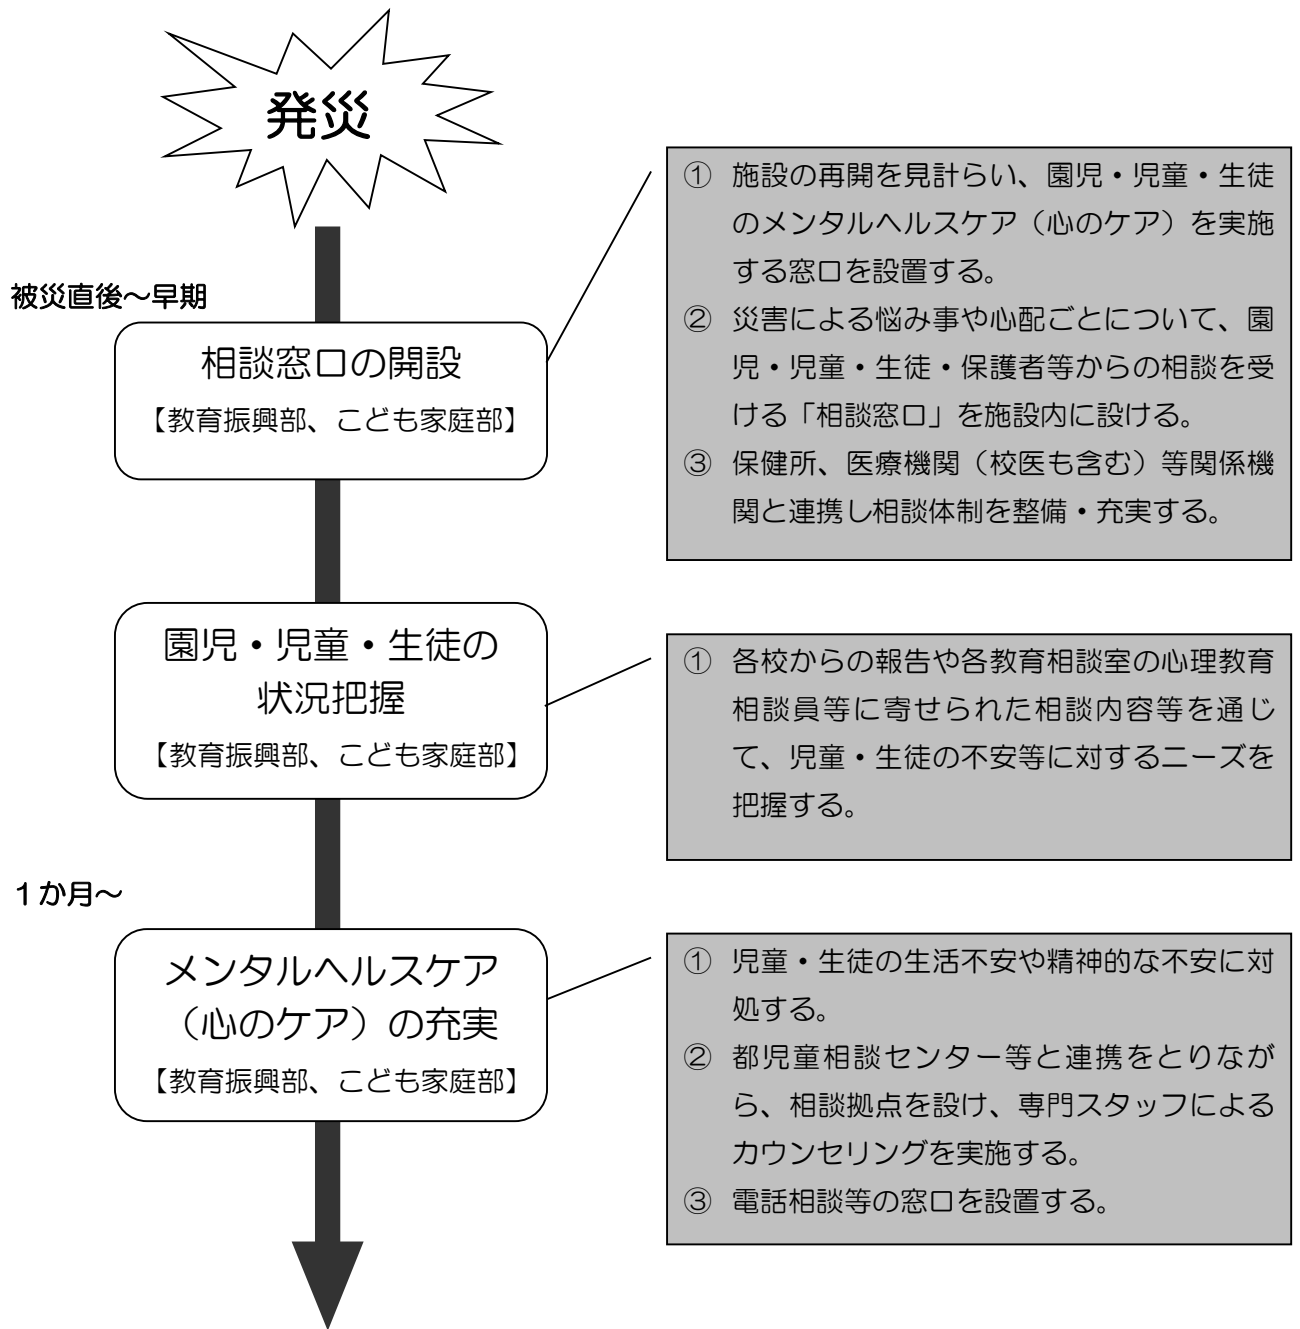 発災
被災直後~早期
相談窓口の開設
【教育振興部、こども家庭部】
① 施設の再開を見計らい、園児・児童・生徒
のメンタルヘルスケア（心のケア）を実施
する窓口を設置する。
② 災害による悩み事や心配ごとについて、園
児・児童・生徒・保護者等からの相談を受
ける「相談窓口」を施設内に設ける。
③ 保健所、医療機関（校医も含む）等関係機
関と連携し相談体制を整備・充実する。
園児・児童・生徒の
状況把握
【教育振興部、こども家庭部】
① 各校からの報告や各教育相談室の心理教育
相談員等に寄せられた相談内容等を通じ
て、児童・生徒の不安等に対するニーズを
把握する。
１か月~
メンタルヘルスケア
（心のケア）の充実
【教育振興部、こども家庭部】
① 児童・生徒の生活不安や精神的な不安に対
処する。
② 都児童相談センター等と連携をとりなが
ら、相談拠点を設け、専門スタッフによる
カウンセリングを実施する。
③ 電話相談等の窓口を設置する。